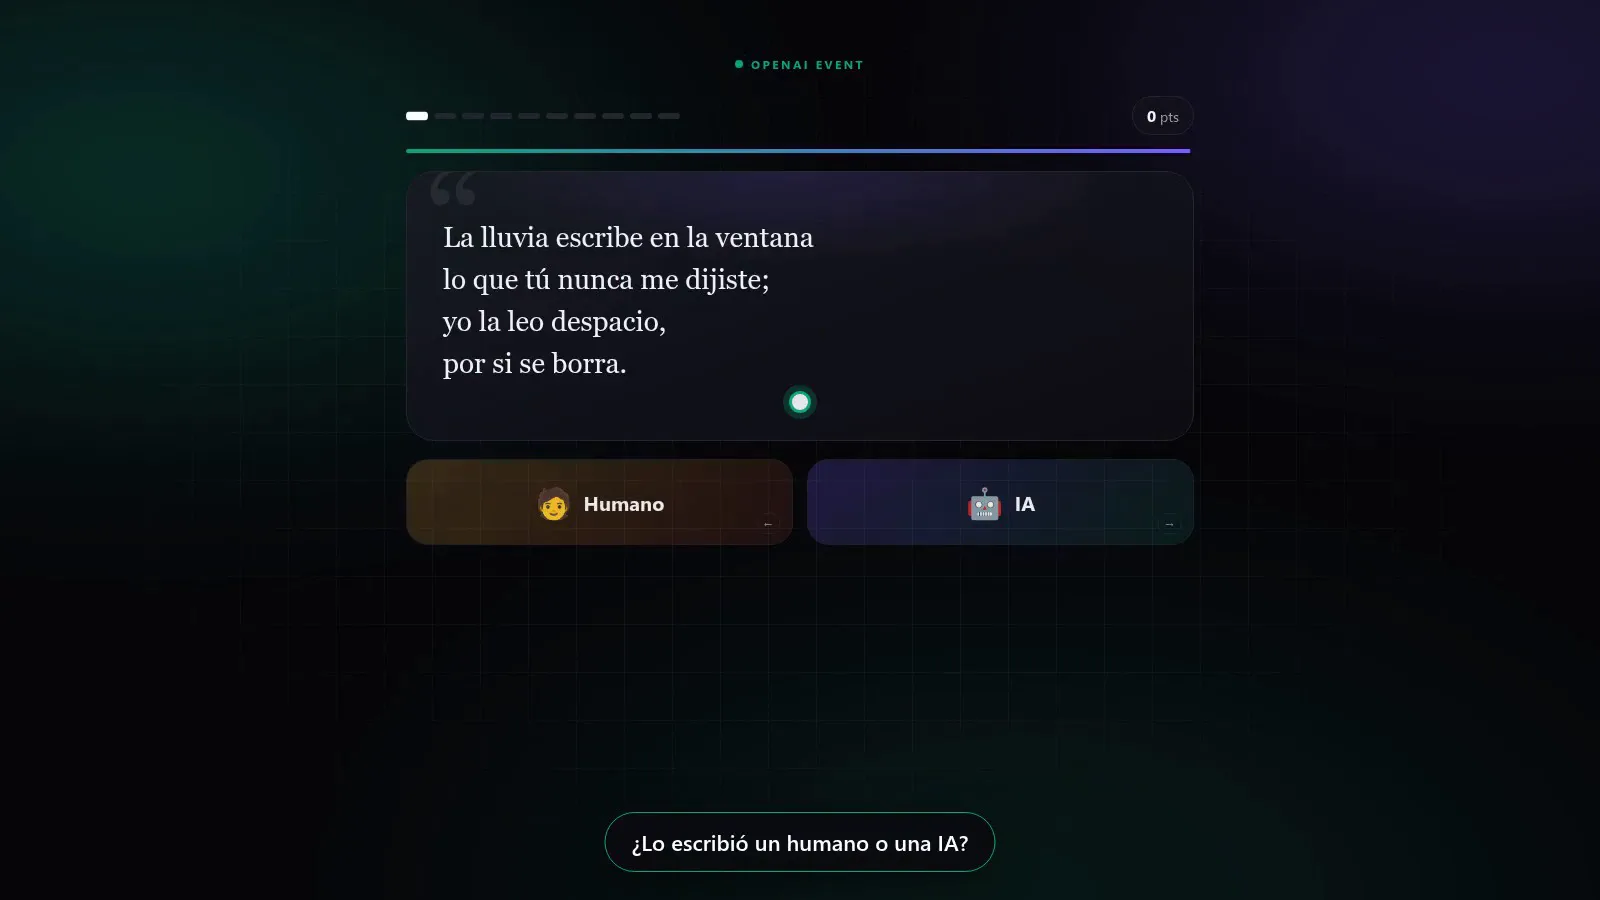 OPENAI EVENT
0 pts
“
La lluvia escribe en la ventana
lo que tú nunca me dijiste;
yo la leo despacio,
por si se borra.
Humano
←
IA
→
¿Lo escribió un humano o una IA?